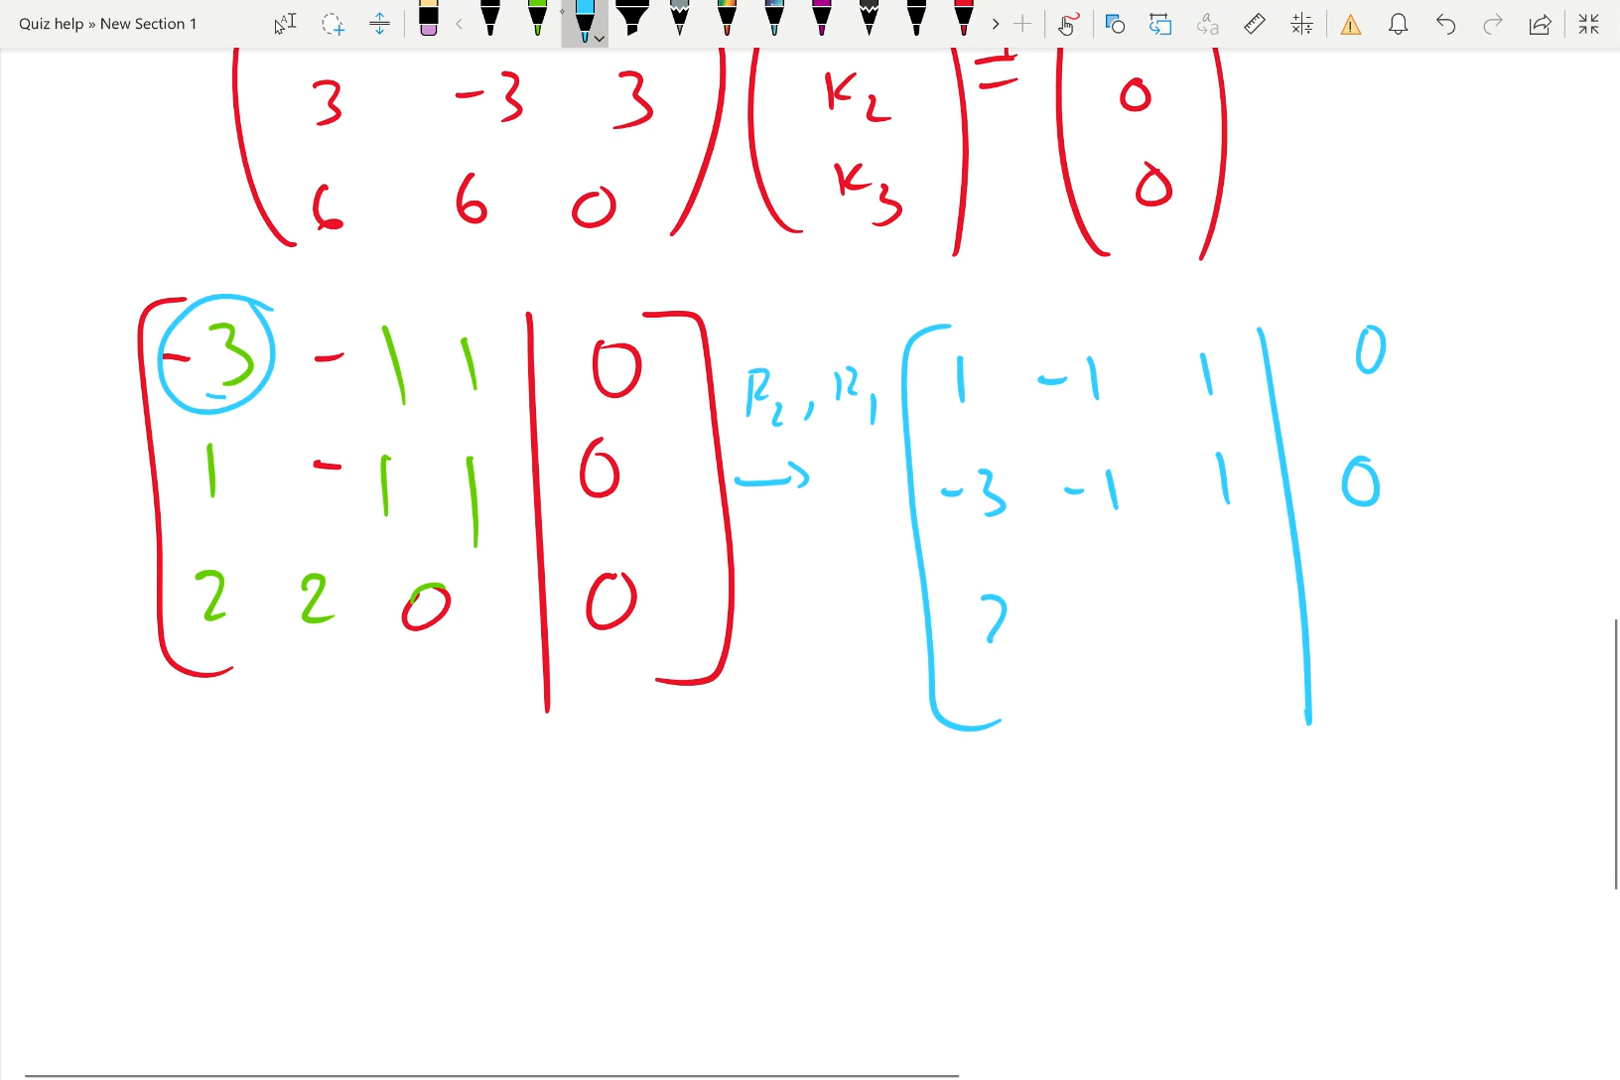 Quiz help » New Section 1
3 -3 3 K2 = 0
6 6 0 K3 0
-3 -1 1 0
1 -1 1 0
2 2 0 0
R2, R1 →
1 -1 1 0
-3 -1 1 0